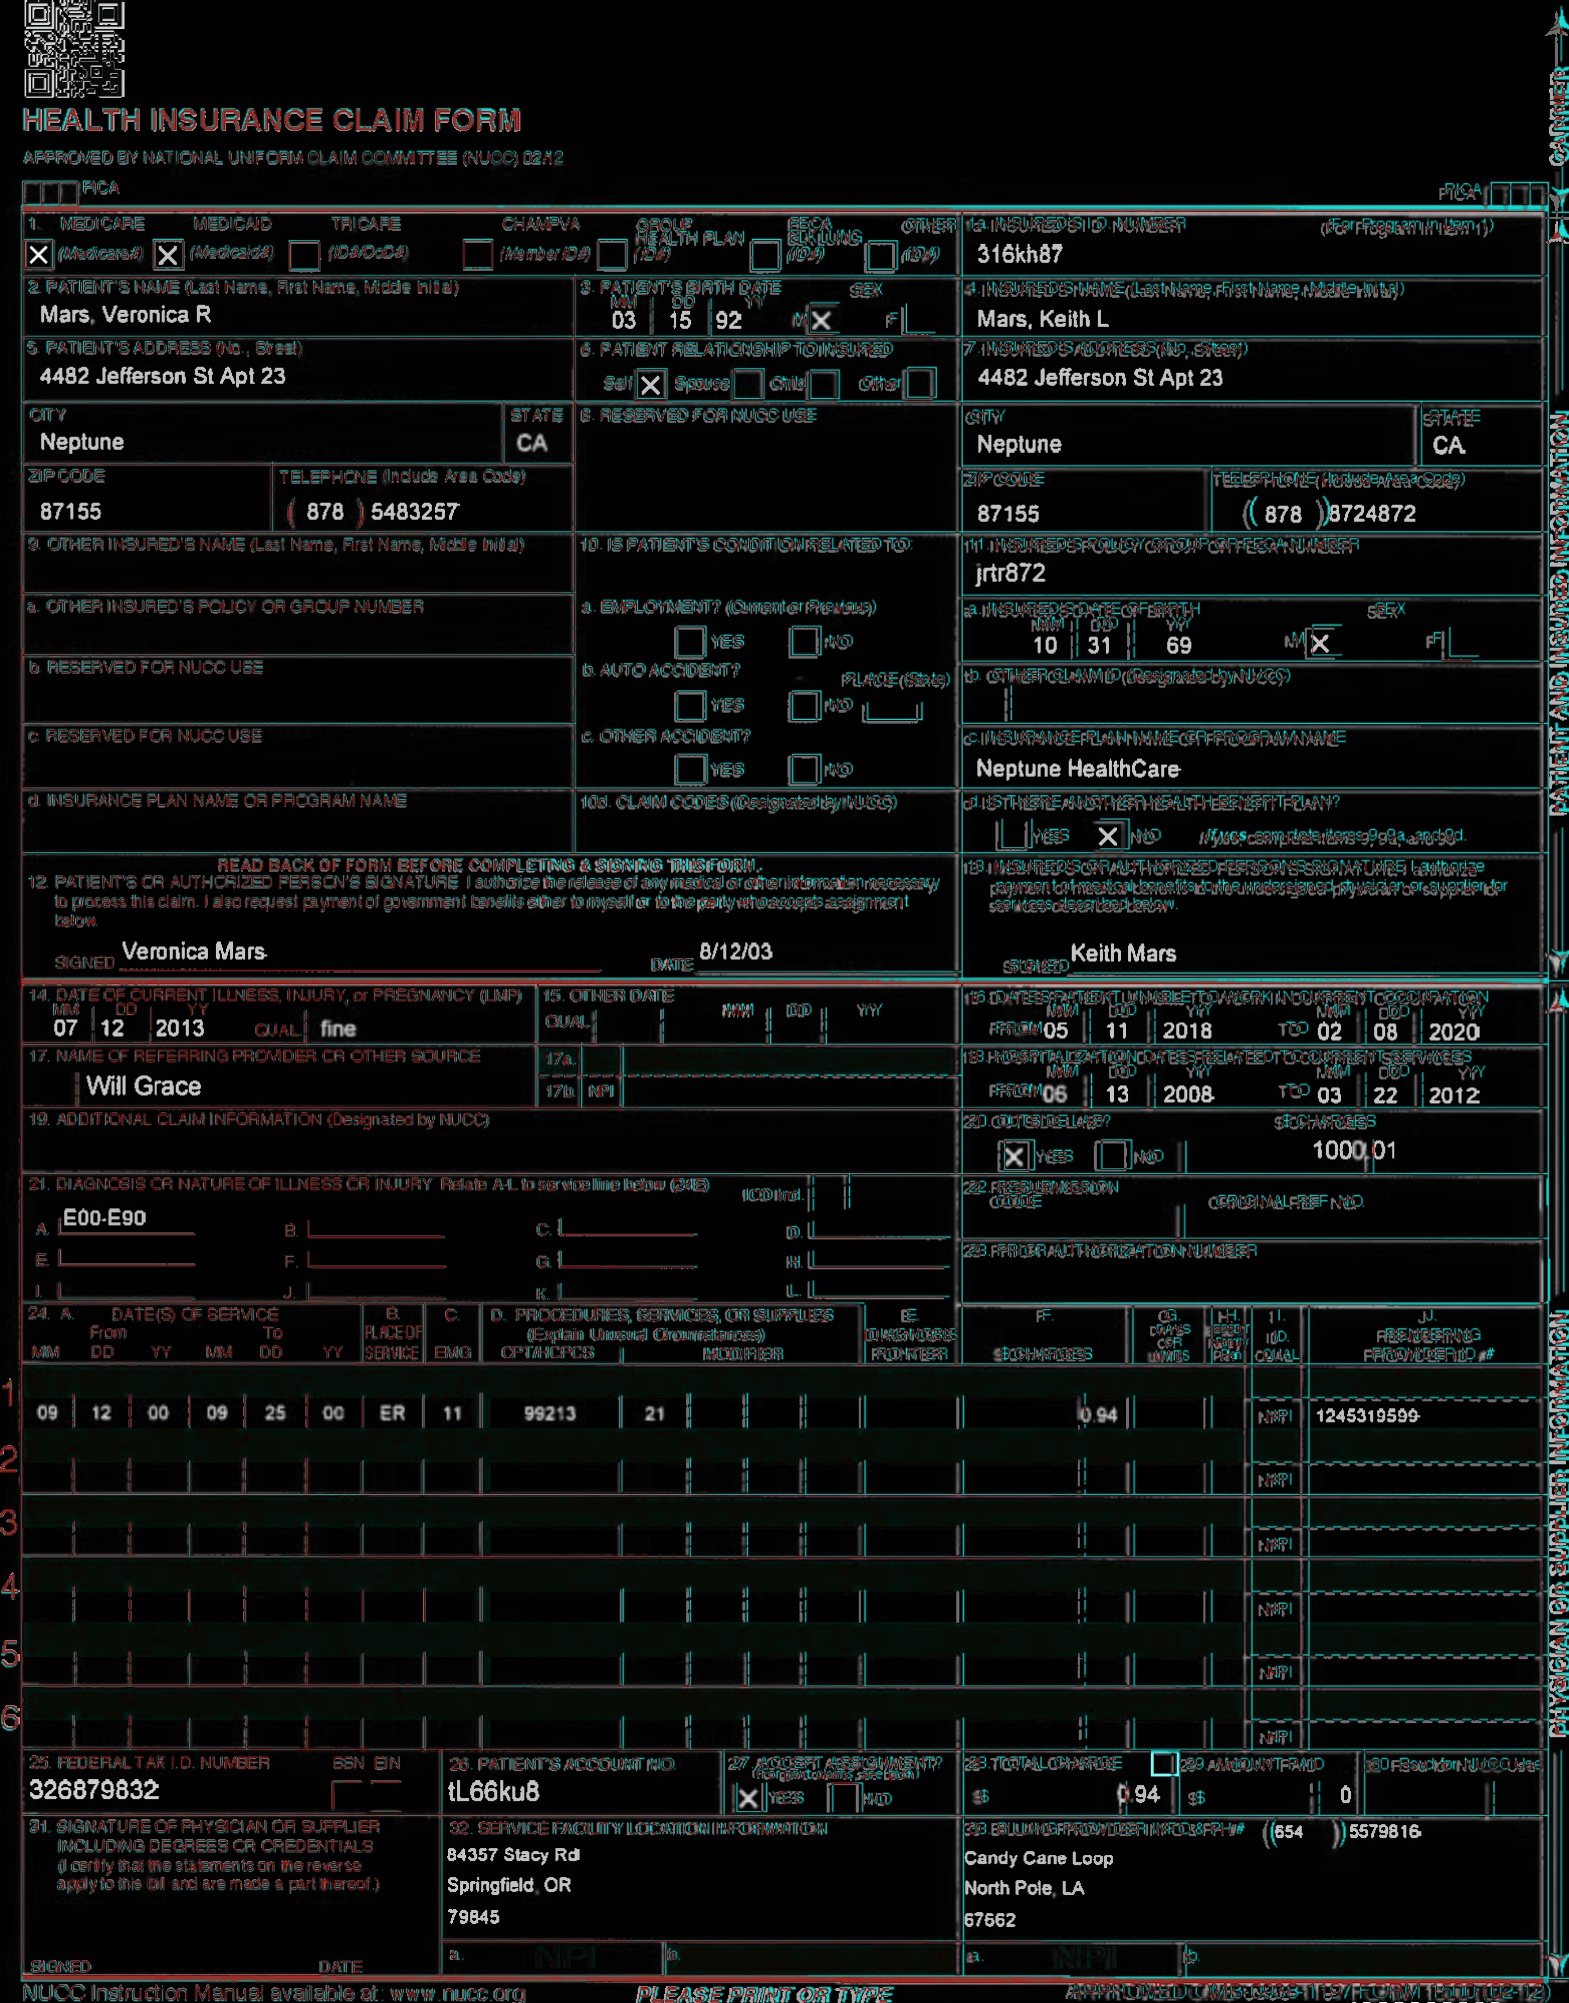 HEALTH INSURANCE CLAIM FORM
APPROVED BY NATIONAL UNIFORM CLAIM COMMITTEE (NUCC) 02/12
PICA
PICA
CARRIER
1. MEDICARE MEDICAID TRICARE CHAMPVA GROUP HEALTH PLAN FECA BLK LUNG OTHER
X (Medicare#) X (Medicaid#) (ID#/DoD#) (Member ID#) (ID#) (ID#) (ID#)
1a. INSURED'S I.D. NUMBER (For Program in Item 1)
316kh87
2. PATIENT'S NAME (Last Name, First Name, Middle Initial)
Mars, Veronica R
3. PATIENT'S BIRTH DATE SEX
MM DD YY
03 15 92 M X F
4. INSURED'S NAME (Last Name, First Name, Middle Initial)
Mars, Keith L
5. PATIENT'S ADDRESS (No., Street)
4482 Jefferson St Apt 23
6. PATIENT RELATIONSHIP TO INSURED
Self X Spouse Child Other
7. INSURED'S ADDRESS (No., Street)
4482 Jefferson St Apt 23
CITY STATE
Neptune CA
8. RESERVED FOR NUCC USE
CITY STATE
Neptune CA
ZIP CODE TELEPHONE (Include Area Code)
87155 ( 878 ) 5483257
ZIP CODE TELEPHONE (Include Area Code)
87155 ( 878 ) 8724872
9. OTHER INSURED'S NAME (Last Name, First Name, Middle Initial)
10. IS PATIENT'S CONDITION RELATED TO:
11. INSURED'S POLICY GROUP OR FECA NUMBER
jrtr872
a. OTHER INSURED'S POLICY OR GROUP NUMBER
a. EMPLOYMENT? (Current or Previous)
YES NO
a. INSURED'S DATE OF BIRTH SEX
MM DD YY
10 31 69 M X F
b. RESERVED FOR NUCC USE
b. AUTO ACCIDENT? PLACE (State)
YES NO
b. OTHER CLAIM ID (Designated by NUCC)
c. RESERVED FOR NUCC USE
c. OTHER ACCIDENT?
YES NO
c. INSURANCE PLAN NAME OR PROGRAM NAME
Neptune HealthCare
d. INSURANCE PLAN NAME OR PROGRAM NAME
10d. CLAIM CODES (Designated by NUCC)
d. IS THERE ANOTHER HEALTH BENEFIT PLAN?
YES X NO If yes, complete items 9, 9a, and 9d.
PATIENT AND INSURED INFORMATION
READ BACK OF FORM BEFORE COMPLETING & SIGNING THIS FORM.
12. PATIENT'S OR AUTHORIZED PERSON'S SIGNATURE I authorize the release of any medical or other information necessary
to process this claim. I also request payment of government benefits either to myself or to the party who accepts assignment
below.
SIGNED Veronica Mars DATE 8/12/03
13. INSURED'S OR AUTHORIZED PERSON'S SIGNATURE I authorize
payment of medical benefits to the undersigned physician or supplier for
services described below.
SIGNED Keith Mars
14. DATE OF CURRENT ILLNESS, INJURY, or PREGNANCY (LMP)
MM DD YY
07 12 2013 QUAL. fine
15. OTHER DATE
QUAL. MM DD YY
16. DATES PATIENT UNABLE TO WORK IN CURRENT OCCUPATION
MM DD YY MM DD YY
FROM 05 11 2018 TO 02 08 2020
17. NAME OF REFERRING PROVIDER OR OTHER SOURCE
Will Grace
17a.
17b. NPI
18. HOSPITALIZATION DATES RELATED TO CURRENT SERVICES
MM DD YY MM DD YY
FROM 06 13 2008 TO 03 22 2012
19. ADDITIONAL CLAIM INFORMATION (Designated by NUCC)
20. OUTSIDE LAB? $ CHARGES
X YES NO 1000 01
21. DIAGNOSIS OR NATURE OF ILLNESS OR INJURY Relate A-L to service line below (24E) ICD Ind.
A. E00-E90 B. C. D.
E. F. G. H.
I. J. K. L.
22. RESUBMISSION CODE ORIGINAL REF. NO.
23. PRIOR AUTHORIZATION NUMBER
24. A. DATE(S) OF SERVICE B. C. D. PROCEDURES, SERVICES, OR SUPPLIES E. F. G. H. I. J.
From To PLACE OF (Explain Unusual Circumstances) DIAGNOSIS DAYS OR ID. RENDERING
MM DD YY MM DD YY SERVICE EMG CPT/HCPCS MODIFIER POINTER $ CHARGES UNITS QUAL. PROVIDER ID. #
1
09 12 00 09 25 00 ER 11 99213 21 0.94 NPI 1245319599
2
NPI
3
NPI
4
NPI
5
NPI
6
NPI
PHYSICIAN OR SUPPLIER INFORMATION
25. FEDERAL TAX I.D. NUMBER SSN EIN
326879832
26. PATIENT'S ACCOUNT NO.
tL66ku8
27. ACCEPT ASSIGNMENT?
(For govt. claims, see back)
X YES NO
28. TOTAL CHARGE
$ 0.94
29. AMOUNT PAID
$ 0
30. Rsvd for NUCC Use
31. SIGNATURE OF PHYSICIAN OR SUPPLIER
INCLUDING DEGREES OR CREDENTIALS
(I certify that the statements on the reverse
apply to this bill and are made a part thereof.)
SIGNED DATE
32. SERVICE FACILITY LOCATION INFORMATION
84357 Stacy Rd
Springfield, OR
79845
a. NPI b.
33. BILLING PROVIDER INFO & PH# ( 654 ) 5579816
Candy Cane Loop
North Pole, LA
67662
a. NPI b.
NUCC Instruction Manual available at: www.nucc.org
PLEASE PRINT OR TYPE
APPROVED OMB-0938-1197 FORM 1500 (02-12)